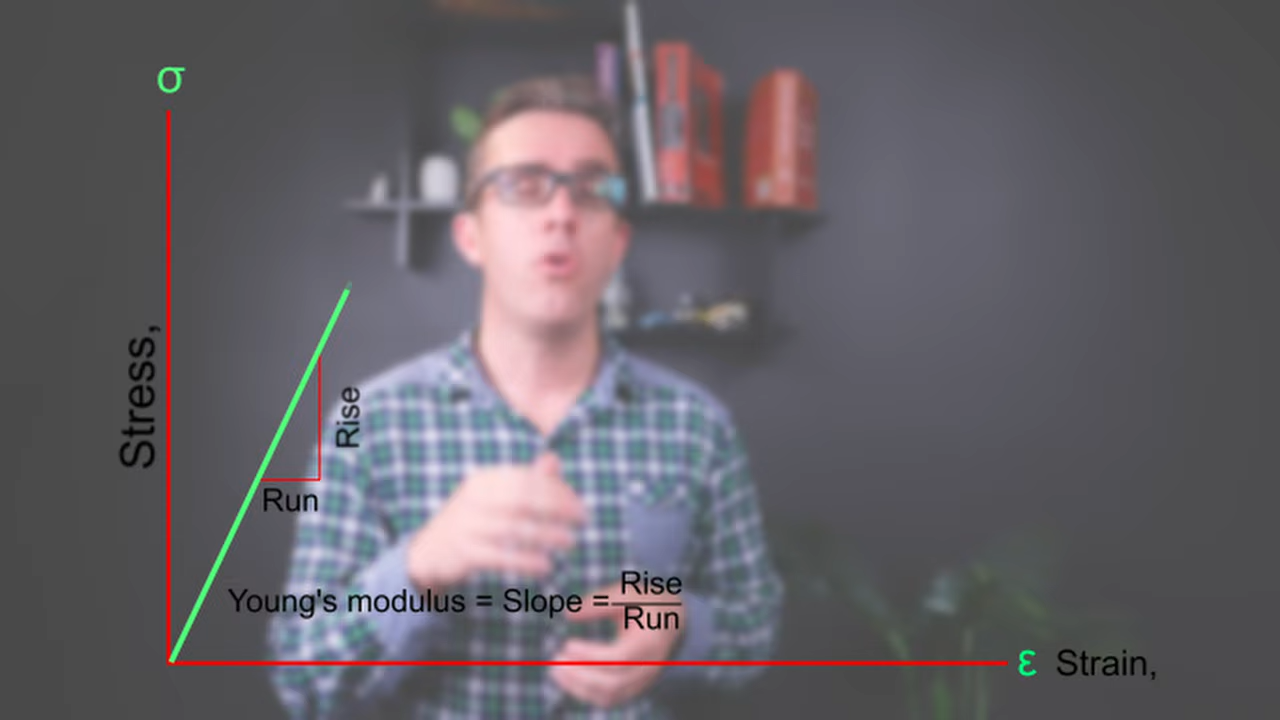 σ
Stress,
Rise
Run
Young's modulus = Slope = Rise
Run
ε Strain,